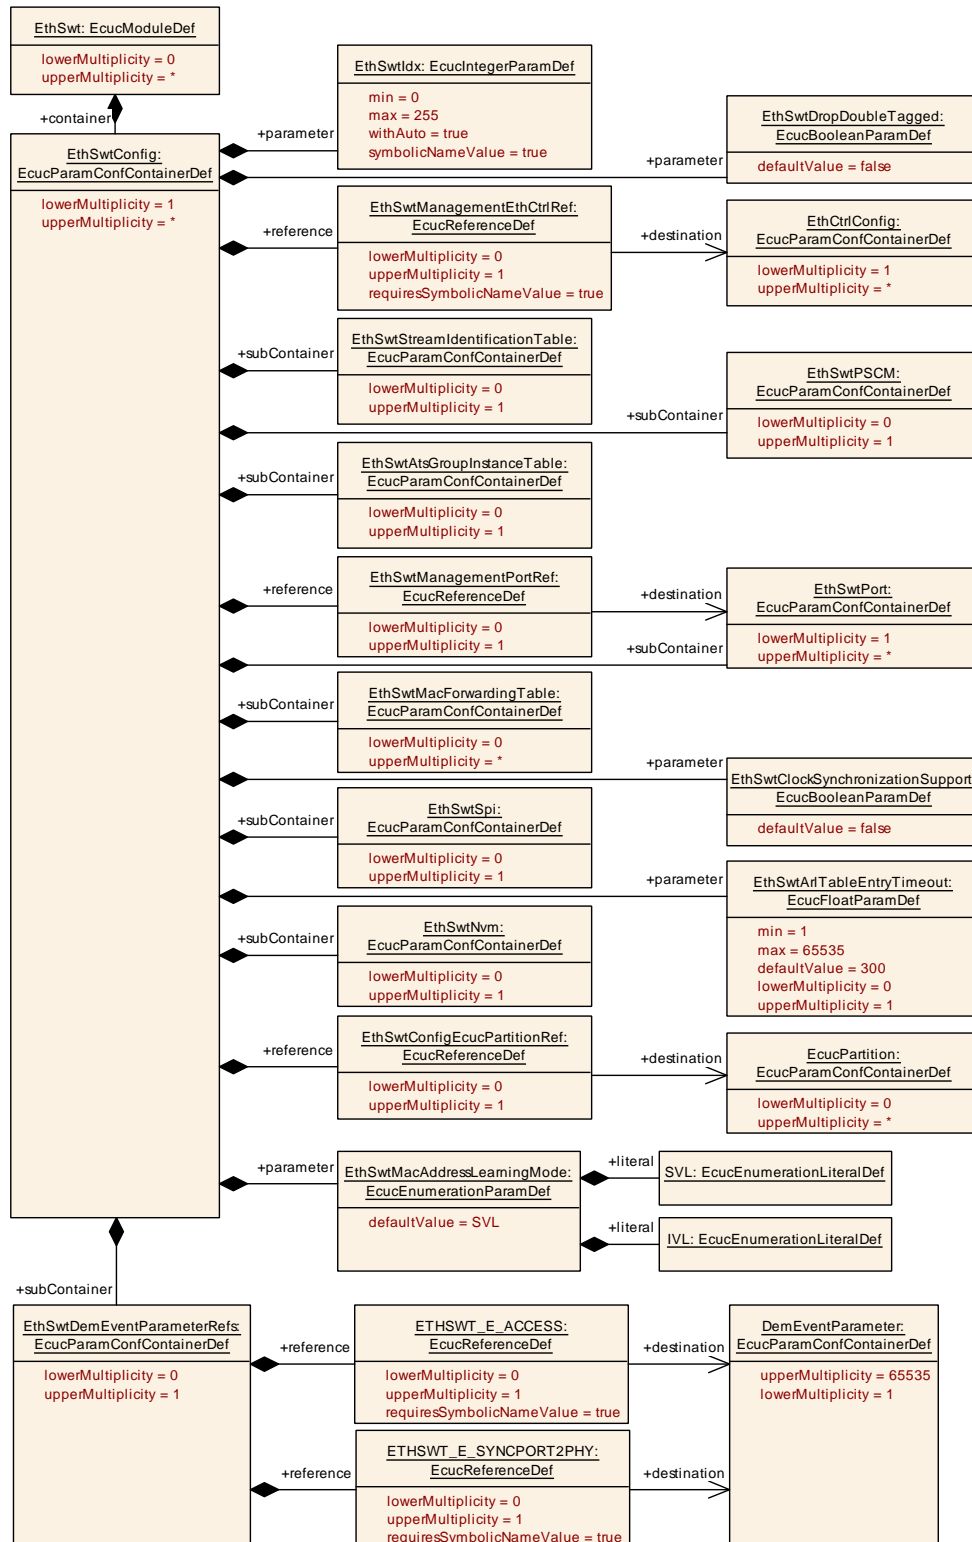 EthSwt: EcucModuleDef
lowerMultiplicity = 0
upperMultiplicity = *
+container
EthSwtConfig:
EcucParamConfContainerDef
lowerMultiplicity = 1
upperMultiplicity = *
+parameter
EthSwtIdx: EcucIntegerParamDef
min = 0
max = 255
withAuto = true
symbolicNameValue = true
+parameter
EthSwtDropDoubleTagged:
EcucBooleanParamDef
defaultValue = false
+reference
EthSwtManagementEthCtrlRef:
EcucReferenceDef
lowerMultiplicity = 0
upperMultiplicity = 1
requiresSymbolicNameValue = true
+destination
EthCtrlConfig:
EcucParamConfContainerDef
lowerMultiplicity = 1
upperMultiplicity = *
+subContainer
EthSwtStreamIdentificationTable:
EcucParamConfContainerDef
lowerMultiplicity = 0
upperMultiplicity = 1
+subContainer
EthSwtPSCM:
EcucParamConfContainerDef
lowerMultiplicity = 0
upperMultiplicity = 1
+subContainer
EthSwtAtsGroupInstanceTable:
EcucParamConfContainerDef
lowerMultiplicity = 0
upperMultiplicity = 1
+reference
EthSwtManagementPortRef:
EcucReferenceDef
lowerMultiplicity = 0
upperMultiplicity = 1
+destination
+subContainer
EthSwtPort:
EcucParamConfContainerDef
lowerMultiplicity = 1
upperMultiplicity = *
+subContainer
EthSwtMacForwardingTable:
EcucParamConfContainerDef
lowerMultiplicity = 0
upperMultiplicity = *
+parameter
EthSwtClockSynchronizationSupport:
EcucBooleanParamDef
defaultValue = false
+subContainer
EthSwtSpi:
EcucParamConfContainerDef
lowerMultiplicity = 0
upperMultiplicity = 1
+parameter
EthSwtArlTableEntryTimeout:
EcucFloatParamDef
min = 1
max = 65535
defaultValue = 300
lowerMultiplicity = 0
upperMultiplicity = 1
+subContainer
EthSwtNvm:
EcucParamConfContainerDef
lowerMultiplicity = 0
upperMultiplicity = 1
+reference
EthSwtConfigEcucPartitionRef:
EcucReferenceDef
lowerMultiplicity = 0
upperMultiplicity = 1
+destination
EcucPartition:
EcucParamConfContainerDef
lowerMultiplicity = 0
upperMultiplicity = *
+parameter
EthSwtMacAddressLearningMode:
EcucEnumerationParamDef
defaultValue = SVL
+literal
SVL: EcucEnumerationLiteralDef
+literal
IVL: EcucEnumerationLiteralDef
+subContainer
EthSwtDemEventParameterRefs:
EcucParamConfContainerDef
lowerMultiplicity = 0
upperMultiplicity = 1
+reference
ETHSWT_E_ACCESS:
EcucReferenceDef
lowerMultiplicity = 0
upperMultiplicity = 1
requiresSymbolicNameValue = true
+destination
DemEventParameter:
EcucParamConfContainerDef
upperMultiplicity = 65535
lowerMultiplicity = 1
+reference
ETHSWT_E_SYNCPORT2PHY:
EcucReferenceDef
lowerMultiplicity = 0
upperMultiplicity = 1
requiresSymbolicNameValue = true
+destination